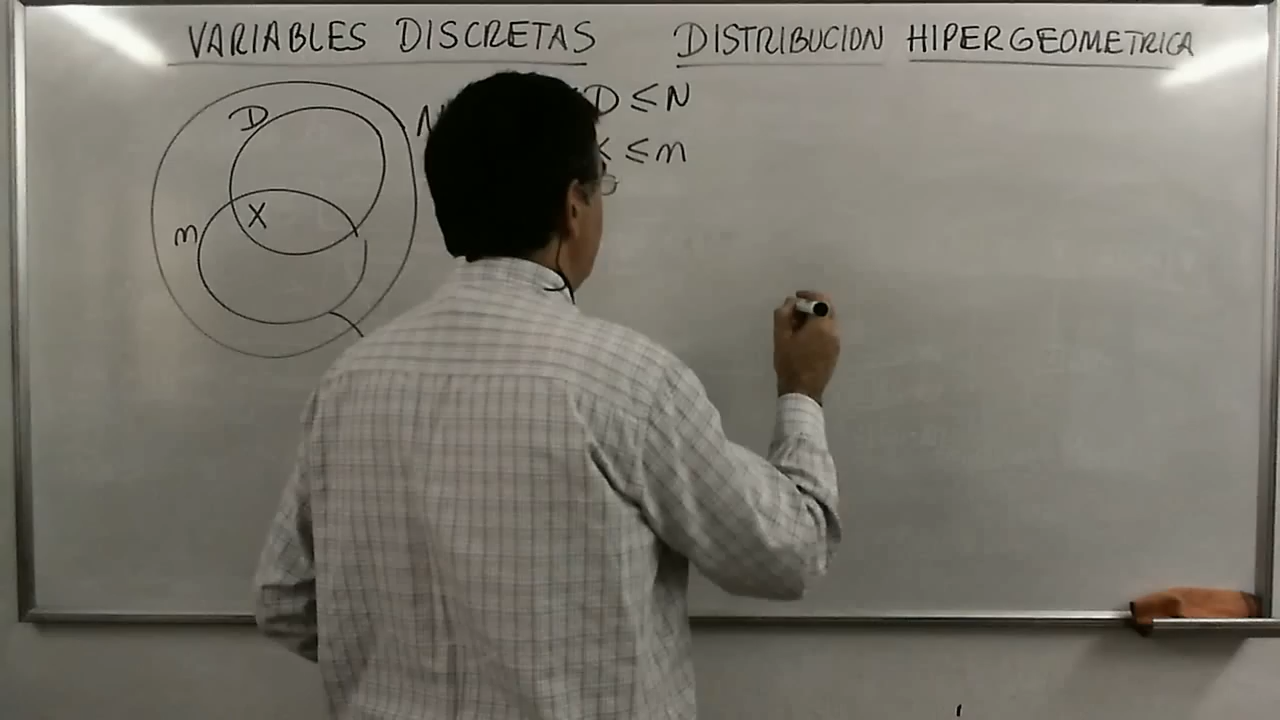 VARIABLES DISCRETAS DISTRIBUCION HIPERGEOMETRICA
D N D ≤ N
X ≤ m
m